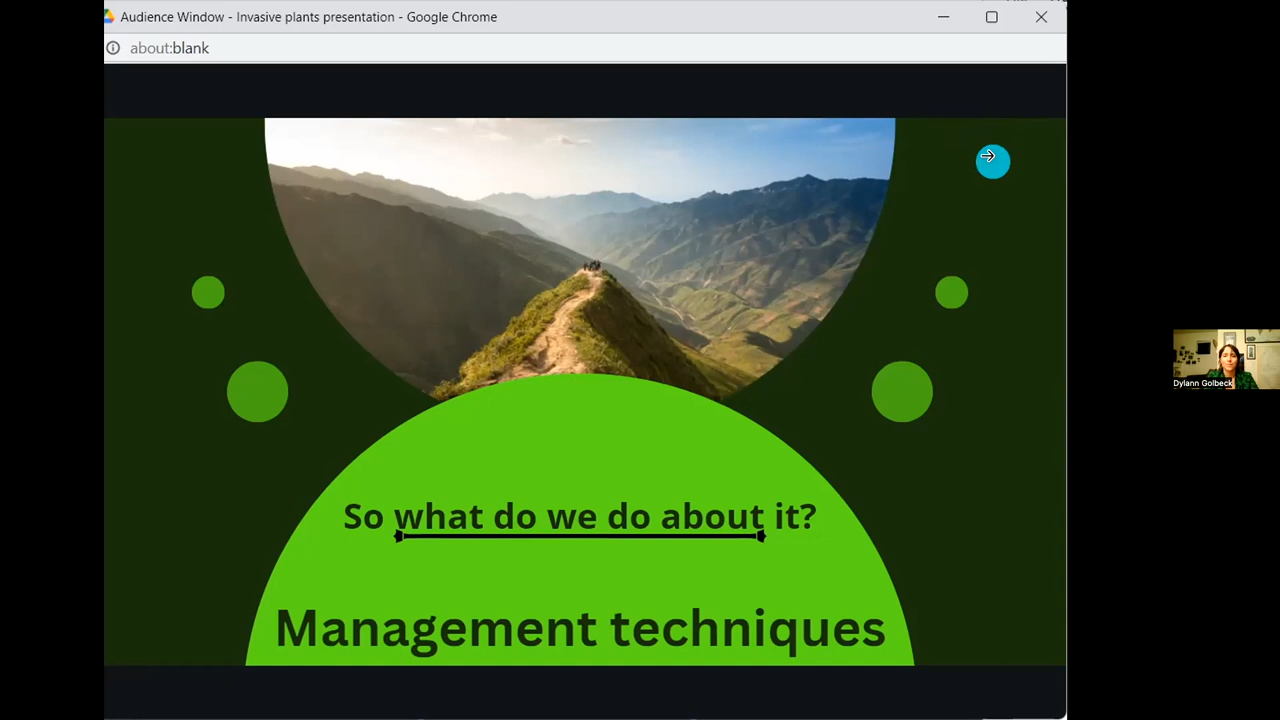 Audience Window - Invasive plants presentation - Google Chrome
about:blank
So what do we do about it?
Management techniques
Dylann Golbeck